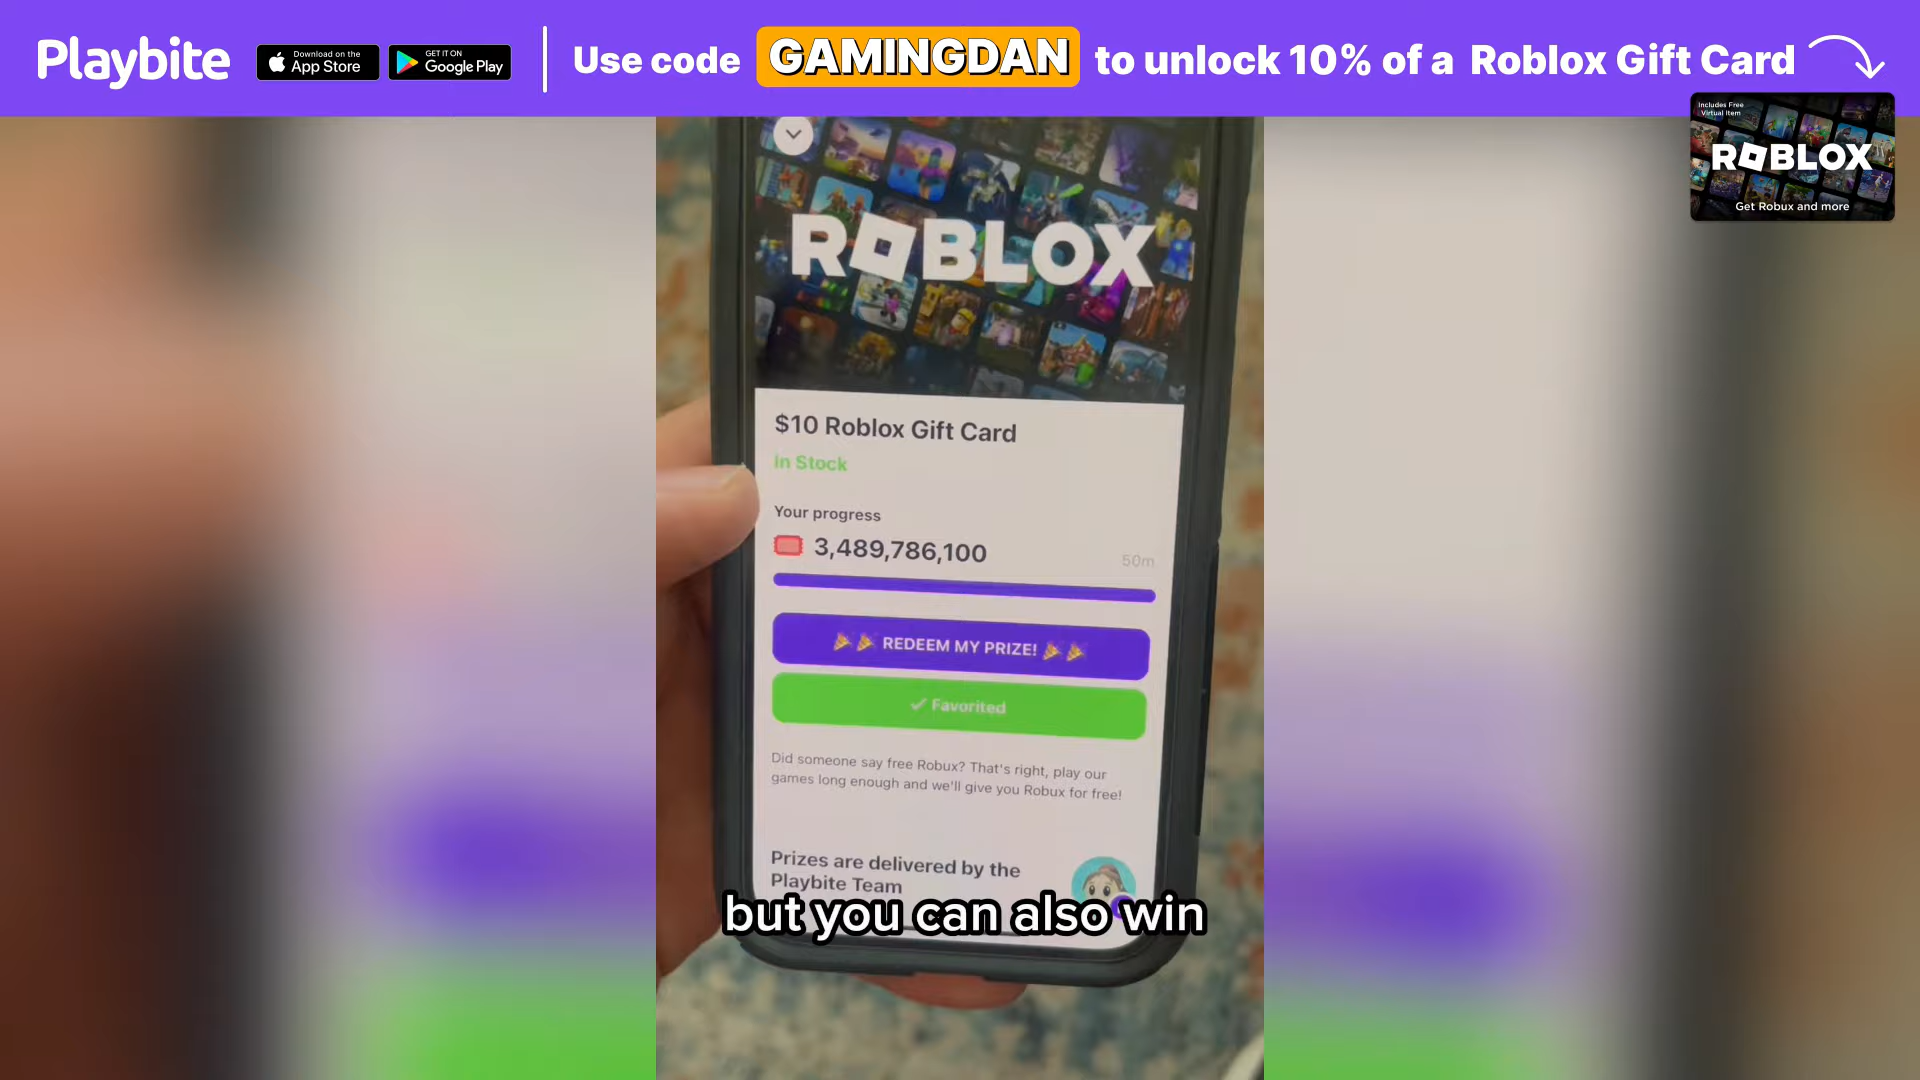 Playbite
Download on the
App Store
GET IT ON
Google Play
Use code GAMINGDAN to unlock 10% of a Roblox Gift Card
Includes Free
Virtual Item
ROBLOX
Get Robux and more
ROBLOX
$10 Roblox Gift Card
In Stock
Your progress
3,489,786,100
50m
🎉 🎉 REDEEM MY PRIZE! 🎉 🎉
✓ Favorited
Did someone say free Robux? That's right, play our
games long enough and we'll give you Robux for free!
Prizes are delivered by the
Playbite Team
but you can also win